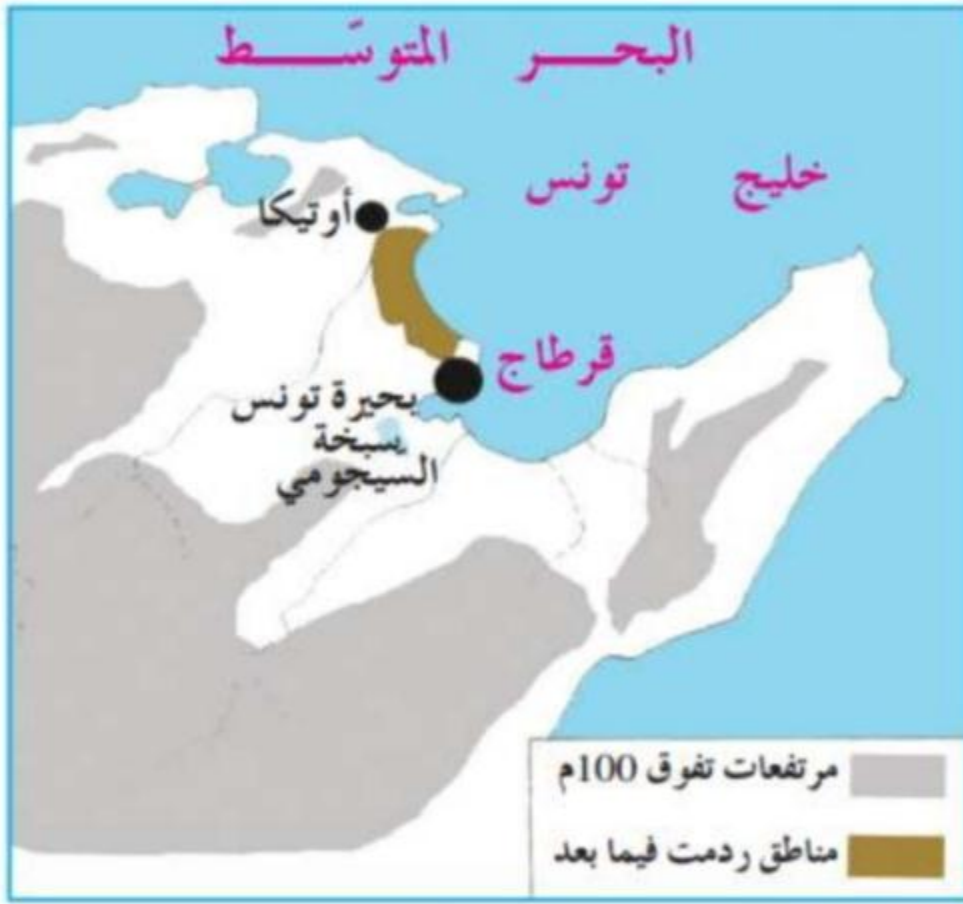 البحر المتوسّط
خليج تونس
أوتيكا
قرطاج
بحيرة تونس
سبخة
السيجومي
مرتفعات تفوق 100م
مناطق ردمت فيما بعد